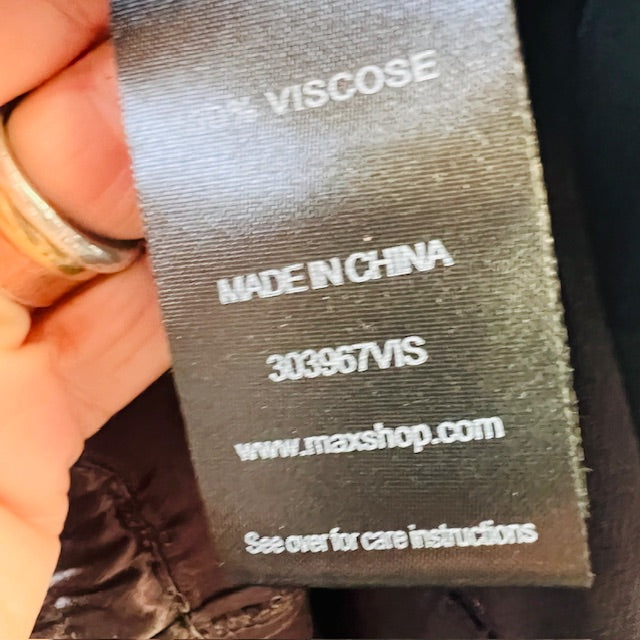 VISCOSE
MADE IN CHINA
303967VIS
www.maxshop.com
See over for care instructions